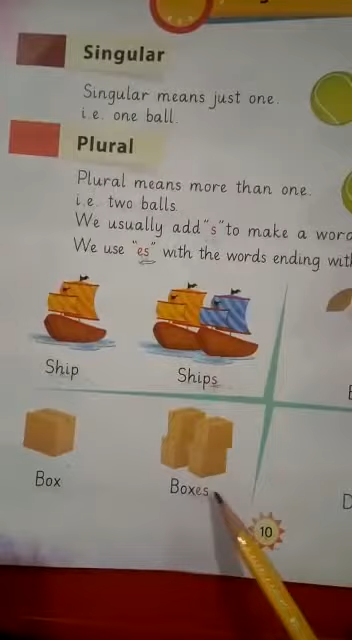 Singular
Singular means just one.
i.e. one ball.
Plural
Plural means more than one.
i.e. two balls.
We usually add "s" to make a word
We use "es" with the words ending with
Ship
Ships
Box
Boxes
10